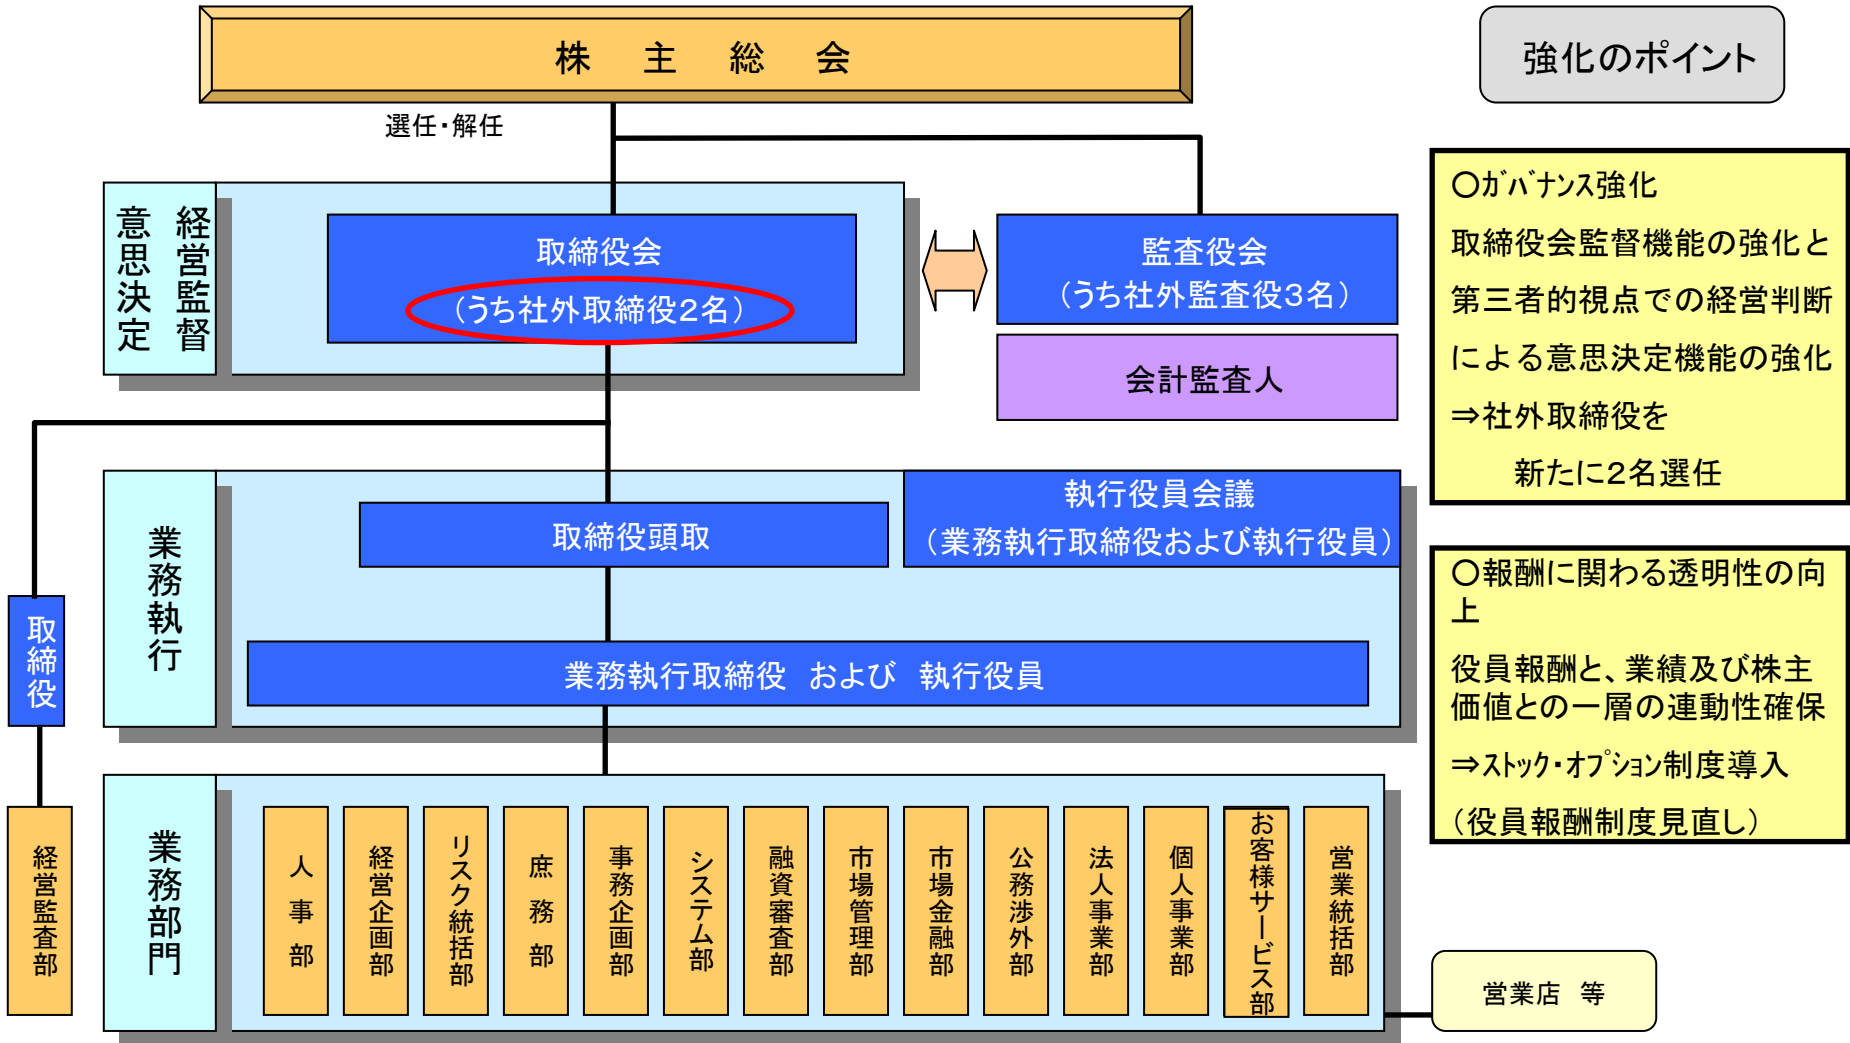 株 主 総 会
強化のポイント
選任・解任
経営監督
意思決定
取締役会
（うち社外取締役２名）
監査役会
（うち社外監査役３名）
会計監査人
○ガバナンス強化
取締役会監督機能の強化と
第三者的視点での経営判断
による意思決定機能の強化
⇒社外取締役を
新たに２名選任
業務執行
取締役頭取
執行役員会議
（業務執行取締役および執行役員）
業務執行取締役 および 執行役員
取締役
○報酬に関わる透明性の向
上
役員報酬と、業績及び株主
価値との一層の連動性確保
⇒ストック・オプション制度導入
（役員報酬制度見直し）
経営監査部
業務部門
人事部
経営企画部
リスク統括部
庶務部
事務企画部
システム部
融資審査部
市場管理部
市場金融部
公務渉外部
法人事業部
個人事業部
お客様サービス部
営業統括部
営業店 等